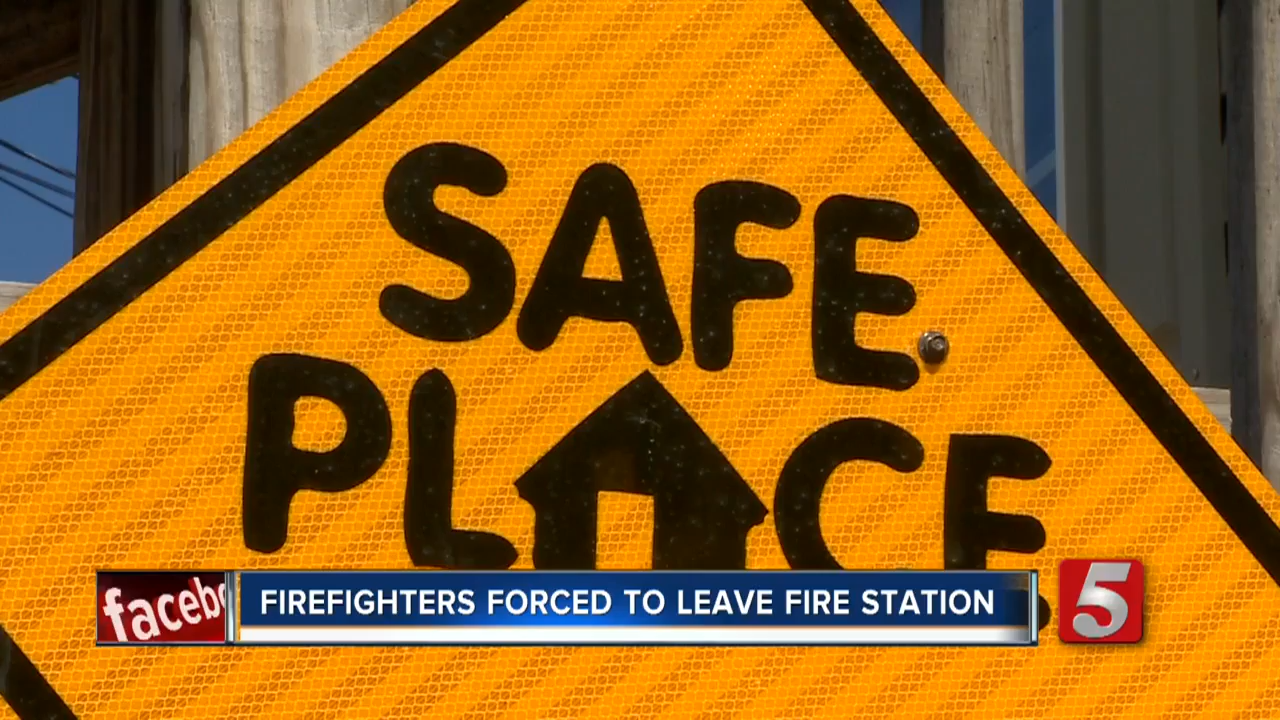 SAFE
PLACE
facebo
FIREFIGHTERS FORCED TO LEAVE FIRE STATION
5